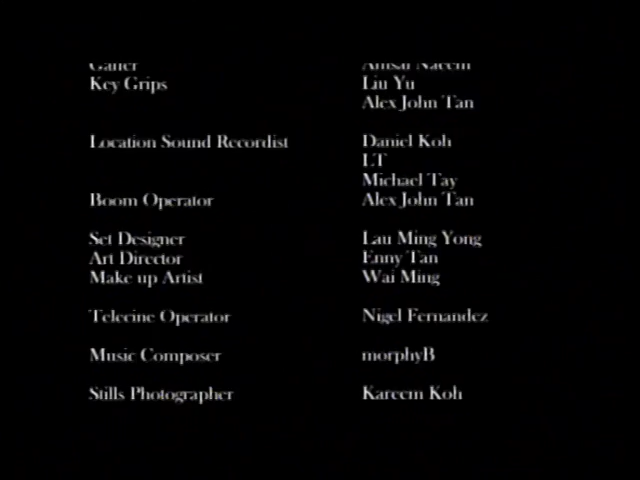 Key Grips Liu Yu
Alex John Tan
Location Sound Recordist Daniel Koh
LT
Michael Tay
Boom Operator Alex John Tan
Set Designer Lau Ming Yong
Art Director Enny Tan
Make up Artist Wai Ming
Telecine Operator Nigel Fernandez
Music Composer morphyB
Stills Photographer Kareem Koh